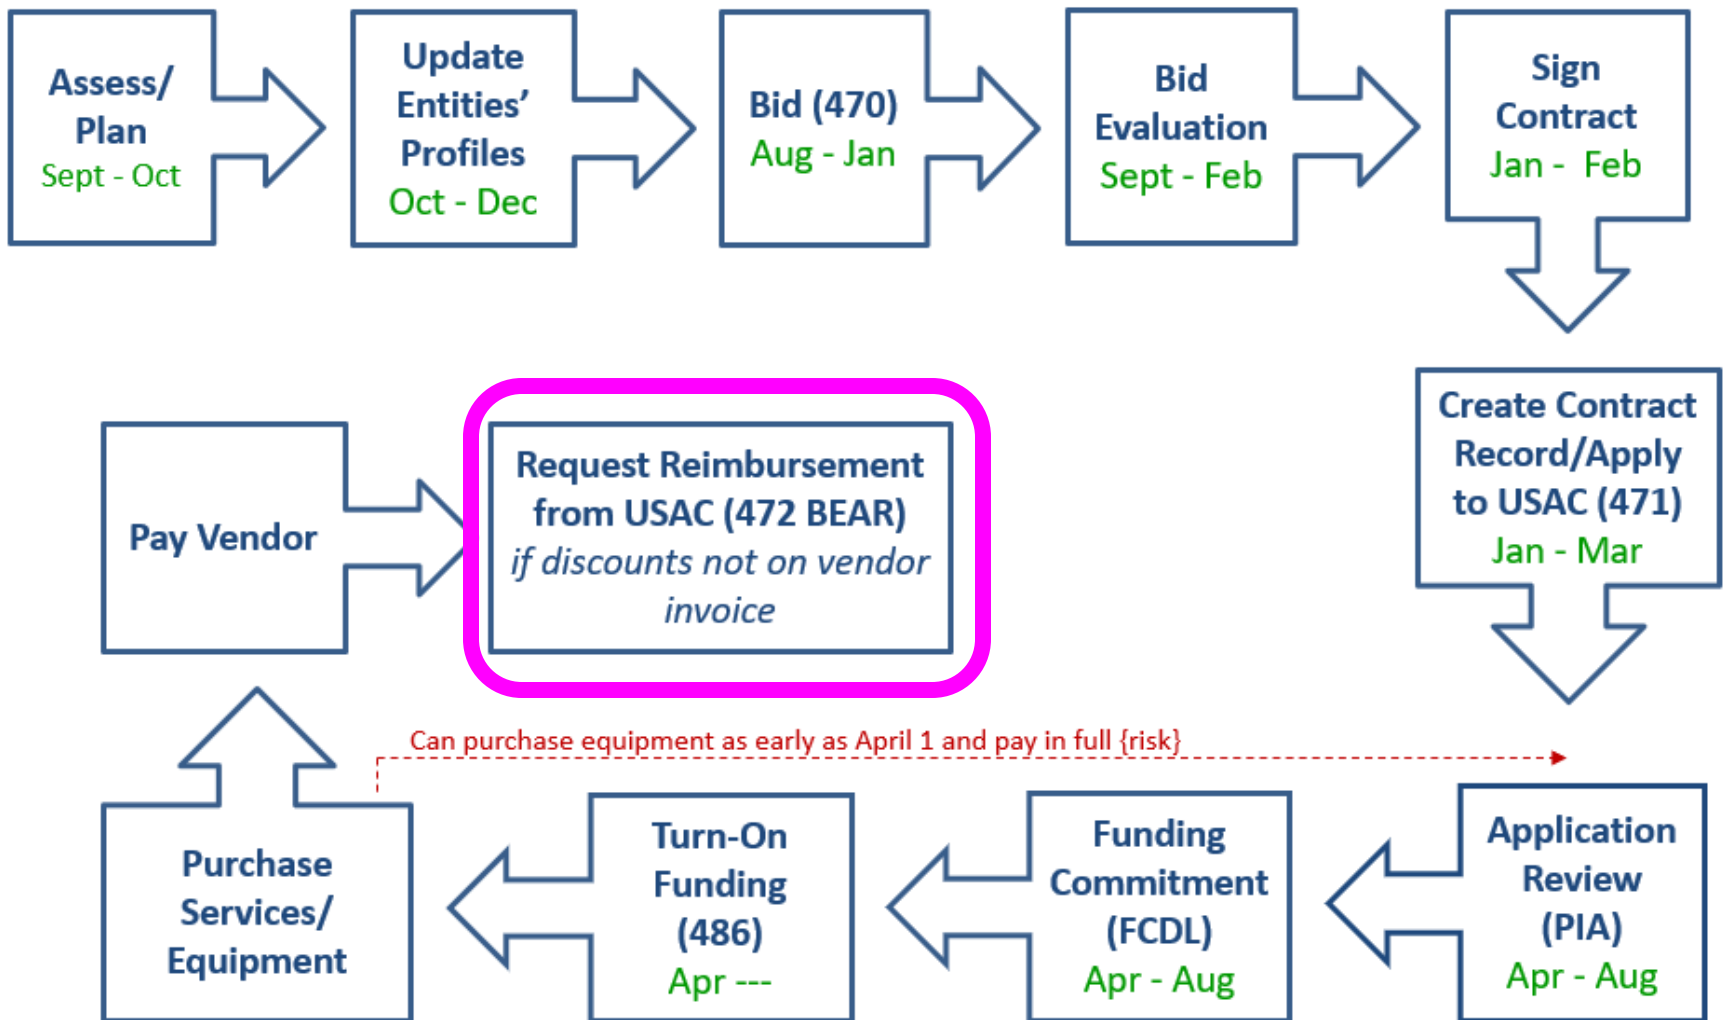 Assess/
Plan
Sept - Oct
Update
Entities’
Profiles
Oct - Dec
Bid (470)
Aug - Jan
Bid
Evaluation
Sept - Feb
Sign
Contract
Jan - Feb
Create Contract
Record/Apply
to USAC (471)
Jan - Mar
Application
Review
(PIA)
Apr - Aug
Funding
Commitment
(FCDL)
Apr - Aug
Turn-On
Funding
(486)
Apr ---
Can purchase equipment as early as April 1 and pay in full {risk}
Purchase
Services/
Equipment
Pay Vendor
Request Reimbursement
from USAC (472 BEAR)
if discounts not on vendor
invoice